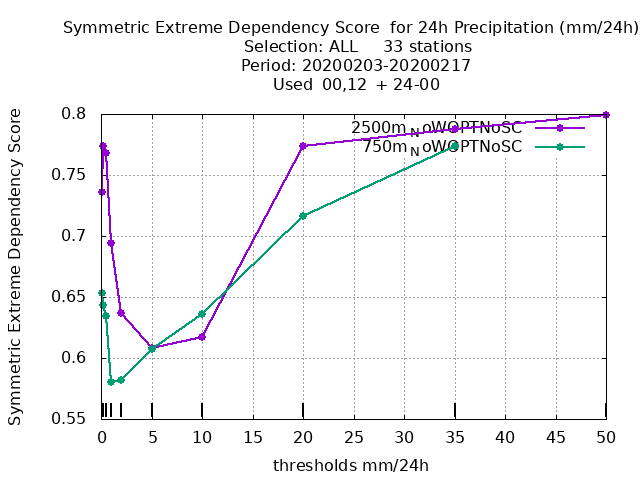 Symmetric Extreme Dependency Score for 24h Precipitation (mm/24h)
Selection: ALL 33 stations
Period: 20200203-20200217
Used 00,12 + 24-00
Symmetric Extreme Dependency Score
0.8
0.75
0.7
0.65
0.6
0.55
2500m_NoWOPTNoSC
750m_NoWOPTNoSC
0 5 10 15 20 25 30 35 40 45 50
thresholds mm/24h